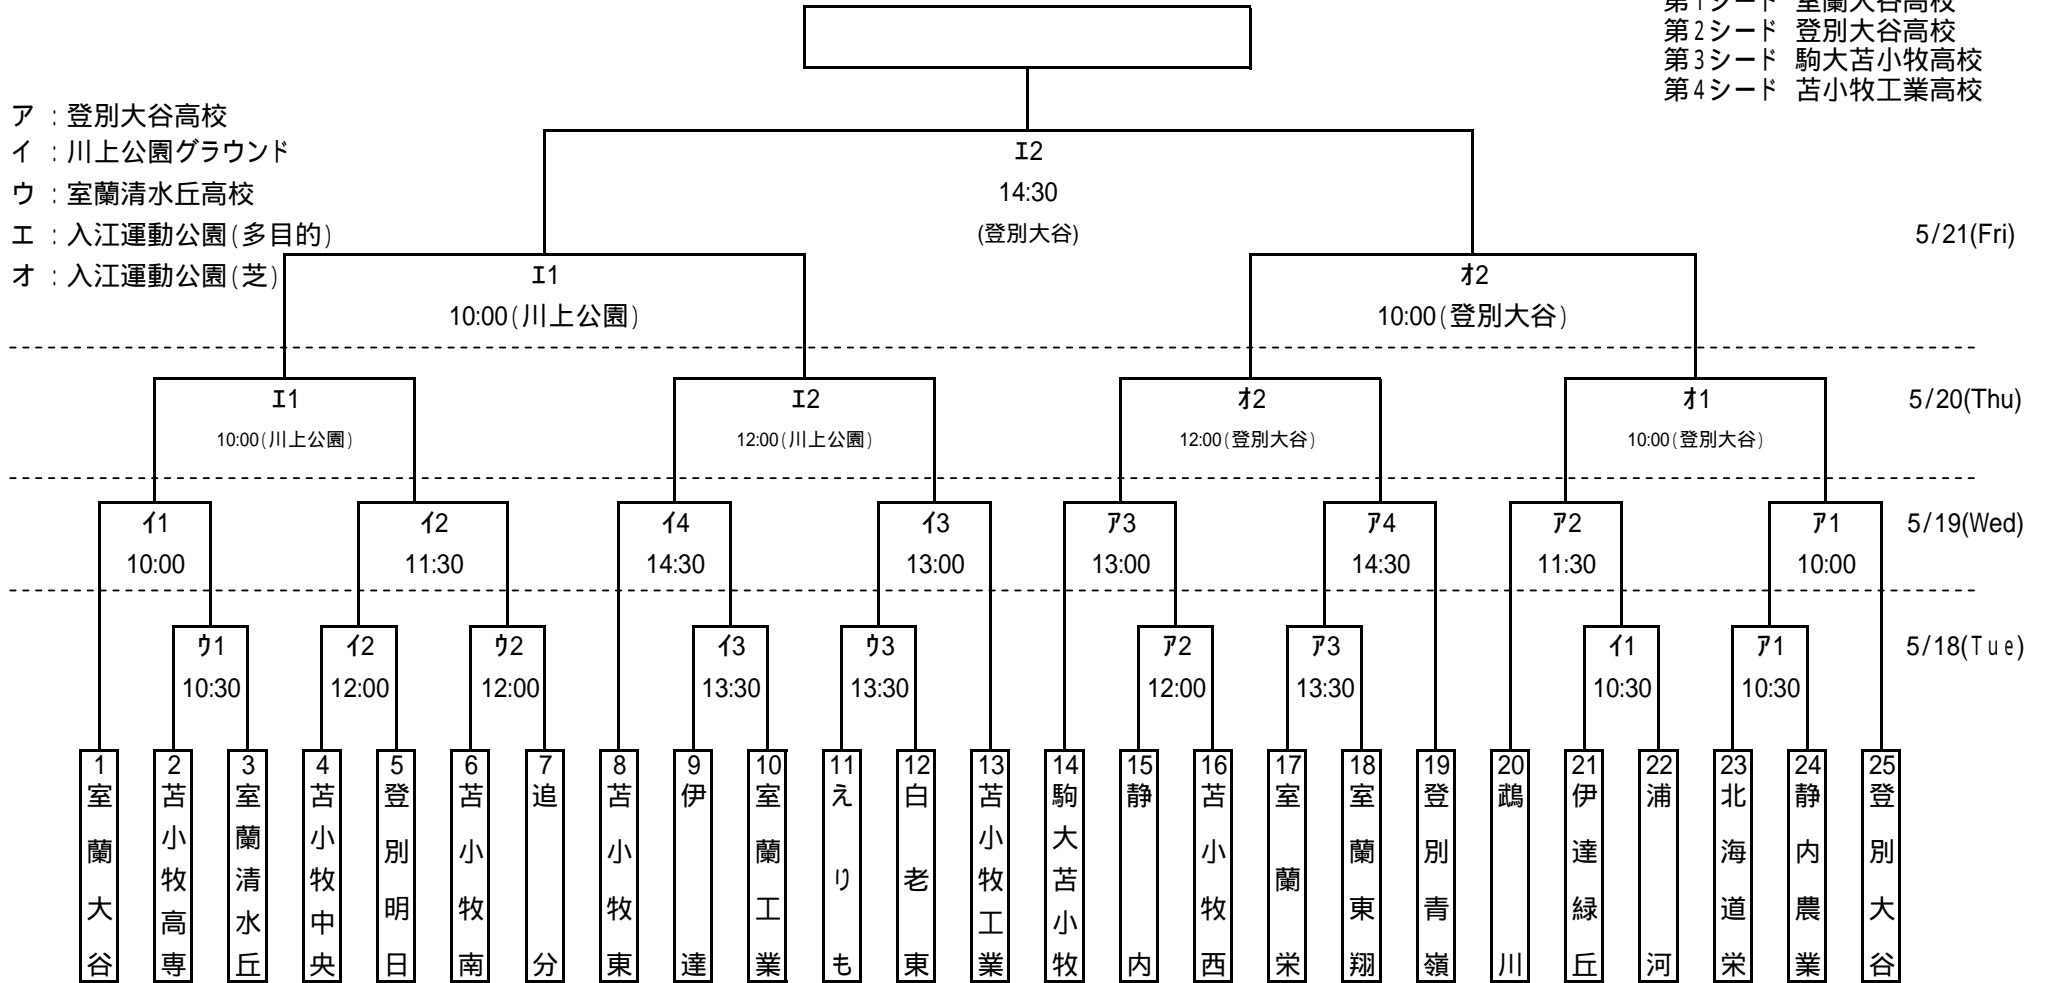 第1シード 室蘭大谷高校
第2シード 登別大谷高校
第3シード 駒大苫小牧高校
第4シード 苫小牧工業高校
ア : 登別大谷高校
イ : 川上公園グラウンド
ウ : 室蘭清水丘高校
エ : 入江運動公園(多目的)
オ : 入江運動公園(芝)
ｴ2
14:30
(登別大谷)
5/21(Fri)
ｴ1
10:00(川上公園)
ｵ2
10:00(登別大谷)
ｴ1
10:00(川上公園)
ｴ2
12:00(川上公園)
ｵ2
12:00(登別大谷)
ｵ1
10:00(登別大谷)
5/20(Thu)
ｲ1
10:00
ｲ2
11:30
ｲ4
14:30
ｲ3
13:00
ｱ3
13:00
ｱ4
14:30
ｱ2
11:30
ｱ1
10:00
5/19(Wed)
ｳ1
10:30
ｲ2
12:00
ｳ2
12:00
ｲ3
13:30
ｳ3
13:30
ｱ2
12:00
ｱ3
13:30
ｲ1
10:30
ｱ1
10:30
5/18(Tue)
1 室蘭大谷
2 苫小牧高専
3 室蘭清水丘
4 苫小牧中央
5 登別明日
6 苫小牧南
7 追分
8 苫小牧東
9 伊達
10 室蘭工業
11 えりも
12 白老東
13 苫小牧工業
14 駒大苫小牧
15 静内
16 苫小牧西
17 室蘭栄
18 室蘭東翔
19 登別青嶺
20 鵡川
21 伊達緑丘
22 浦河
23 北海道栄
24 静内農業
25 登別大谷